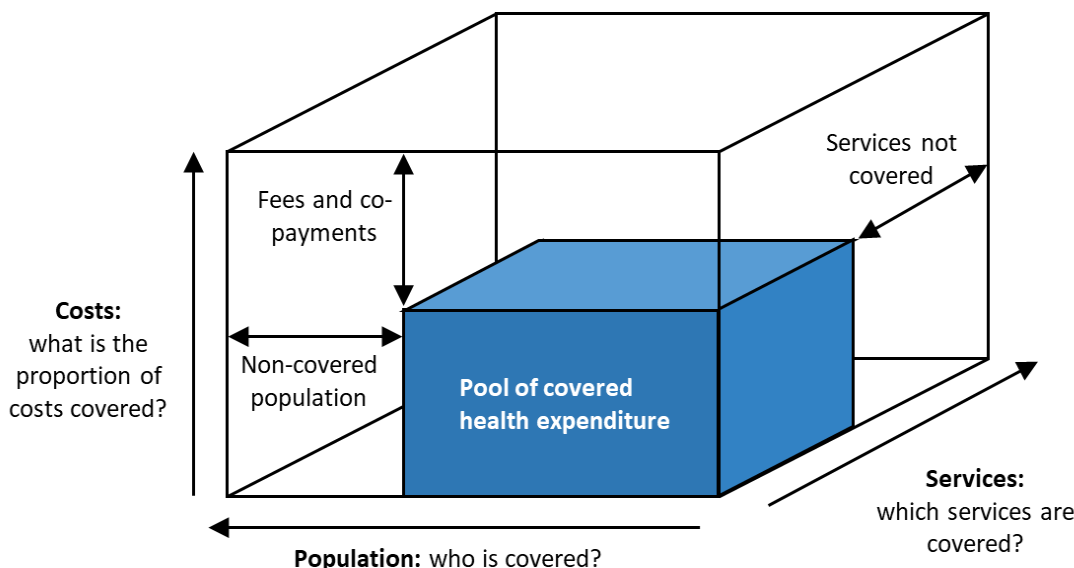 Services not
covered
Fees and co-
payments
Costs:
what is the
proportion of
costs covered?
Non-covered
population
Pool of covered
health expenditure
Services:
which services are
covered?
Population: who is covered?